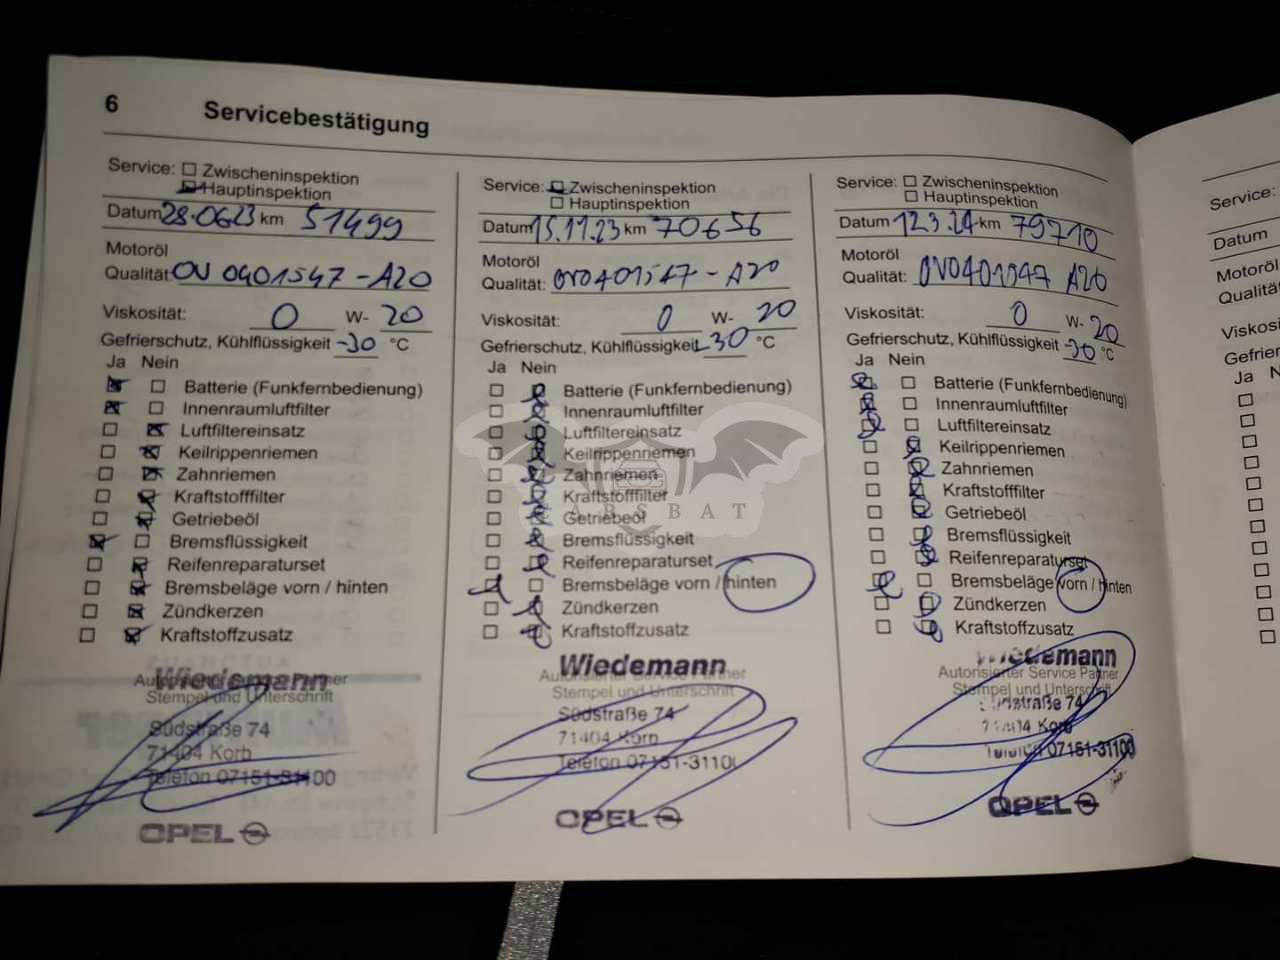 6 Servicebestätigung
Service: Zwischeninspektion
Hauptinspektion
Datum 28.06.23 km 51499
Motoröl
Qualität: OV 0401547 - A20
Viskosität: 0 W- 20
Gefrierschutz, Kühlflüssigkeit -30 °C
Ja Nein
Batterie (Funkfernbedienung)
Innenraumluftfilter
Luftfiltereinsatz
Keilrippenriemen
Zahnriemen
Kraftstofffilter
Getriebeöl
Bremsflüssigkeit
Reifenreparaturset
Bremsbeläge vorn / hinten
Zündkerzen
Kraftstoffzusatz
Wiedemann
Autorisierter Service Partner
Stempel und Unterschrift
Südstraße 74
71404 Korb
Telefon 07151-31100
OPEL
Service: Zwischeninspektion
Hauptinspektion
Datum 15.11.23 km 70656
Motoröl
Qualität: OV0401547 - A20
Viskosität: 0 W- 20
Gefrierschutz, Kühlflüssigkeit -30 °C
Ja Nein
Batterie (Funkfernbedienung)
Innenraumluftfilter
Luftfiltereinsatz
Keilrippenriemen
Zahnriemen
Kraftstofffilter
Getriebeöl
Bremsflüssigkeit
Reifenreparaturset
Bremsbeläge vorn / hinten
Zündkerzen
Kraftstoffzusatz
Wiedemann
Autorisierter Service Partner
Stempel und Unterschrift
Südstraße 74
71404 Korb
Telefon 07151-3110
OPEL
Service: Zwischeninspektion
Hauptinspektion
Datum 12.3.24 km 79710
Motoröl
Qualität: OV0401547 A20
Viskosität: 0 W- 20
Gefrierschutz, Kühlflüssigkeit -30 °C
Ja Nein
Batterie (Funkfernbedienung)
Innenraumluftfilter
Luftfiltereinsatz
Keilrippenriemen
Zahnriemen
Kraftstofffilter
Getriebeöl
Bremsflüssigkeit
Reifenreparaturset
Bremsbeläge vorn / hinten
Zündkerzen
Kraftstoffzusatz
Wiedemann
Autorisierter Service Partner
Stempel und Unterschrift
Südstraße 74
71404 Korb
Telefon 07151-31100
OPEL
Service:
Datum
Motoröl
Ja
CARSBAT